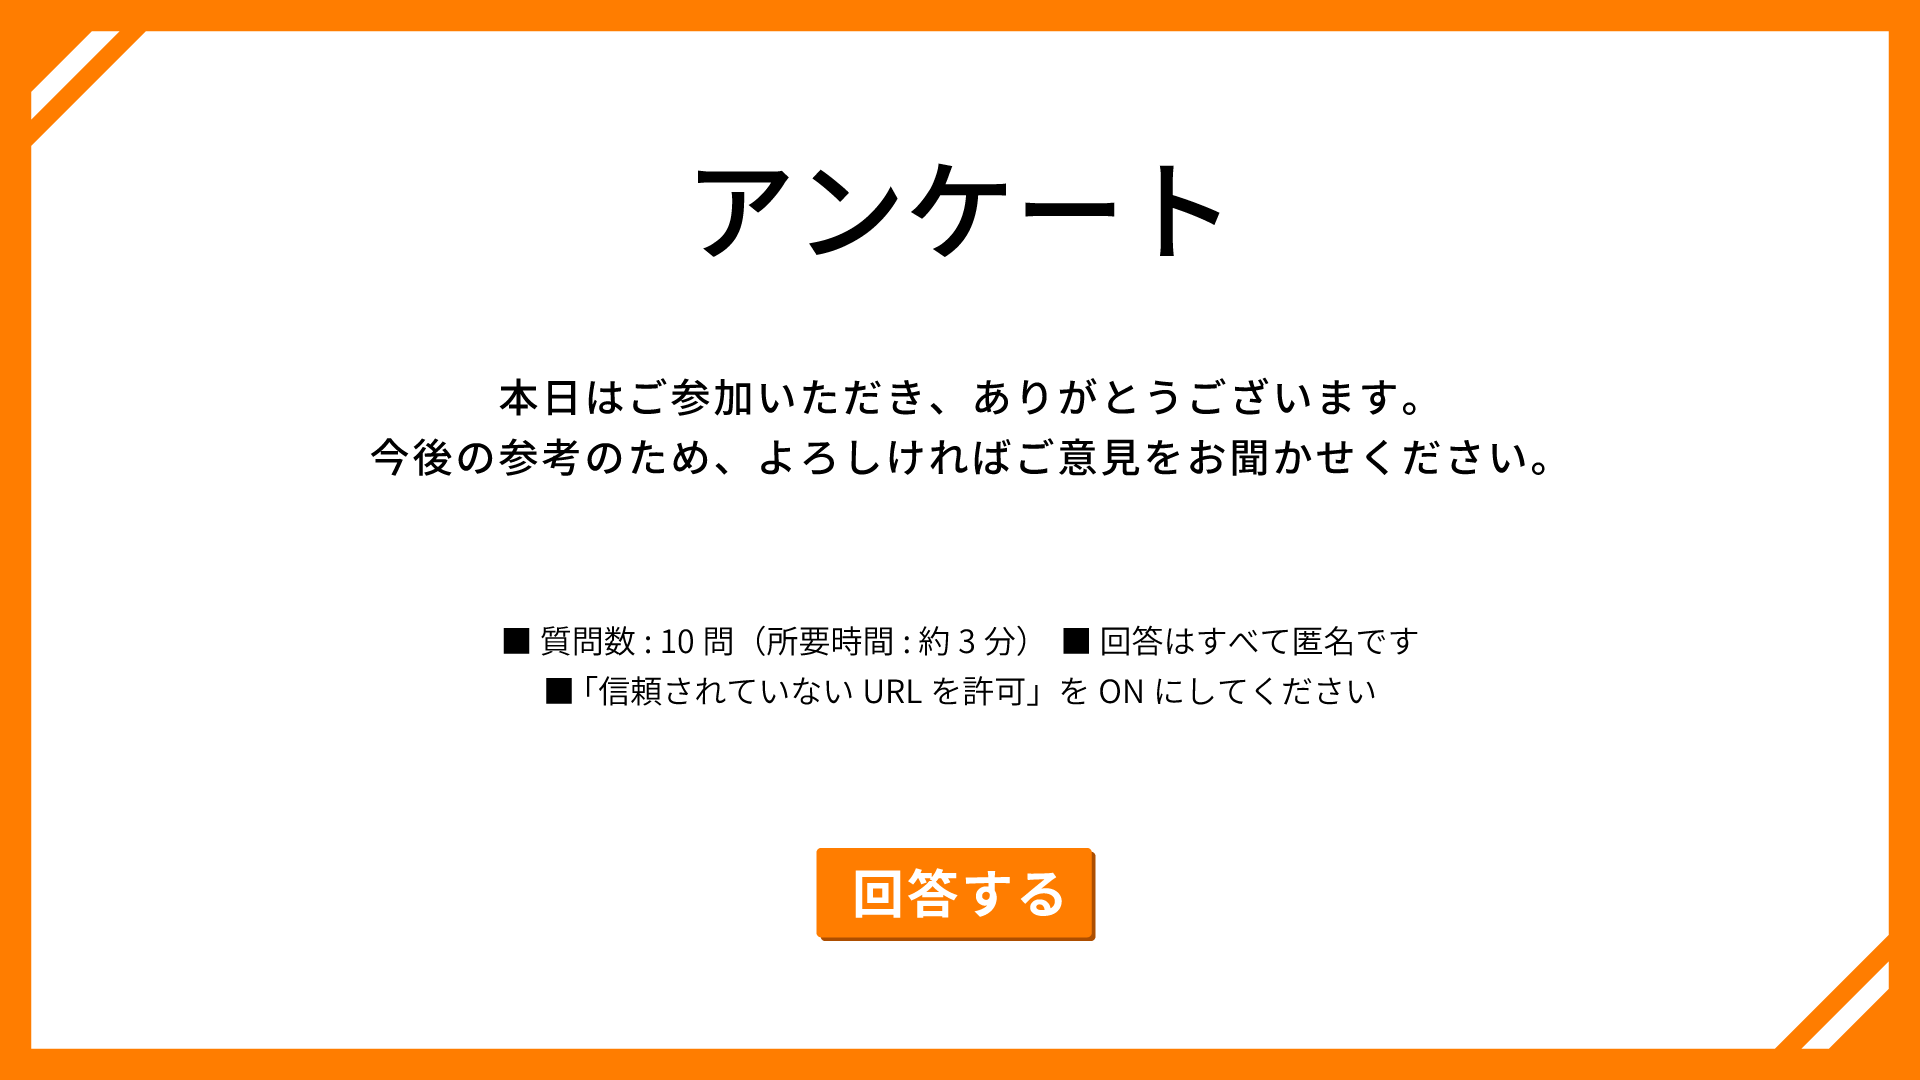 アンケート
本日はご参加いただき、ありがとうございます。
今後の参考のため、よろしければご意見をお聞かせください。
■ 質問数 : 10 問（所要時間 : 約 3 分） ■ 回答はすべて匿名です
■「信頼されていない URL を許可」を ON にしてください
回答する